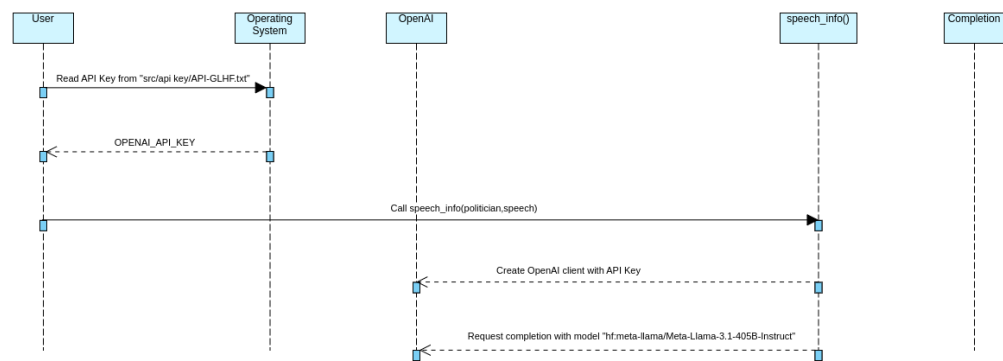 User
Operating
System
OpenAI
speech_info()
Completion
Read API Key from "src/api key/API-GLHF.txt"
OPENAI_API_KEY
Call speech_info(politician,speech)
Create OpenAI client with API Key
Request completion with model "hf:meta-llama/Meta-Llama-3.1-405B-Instruct"